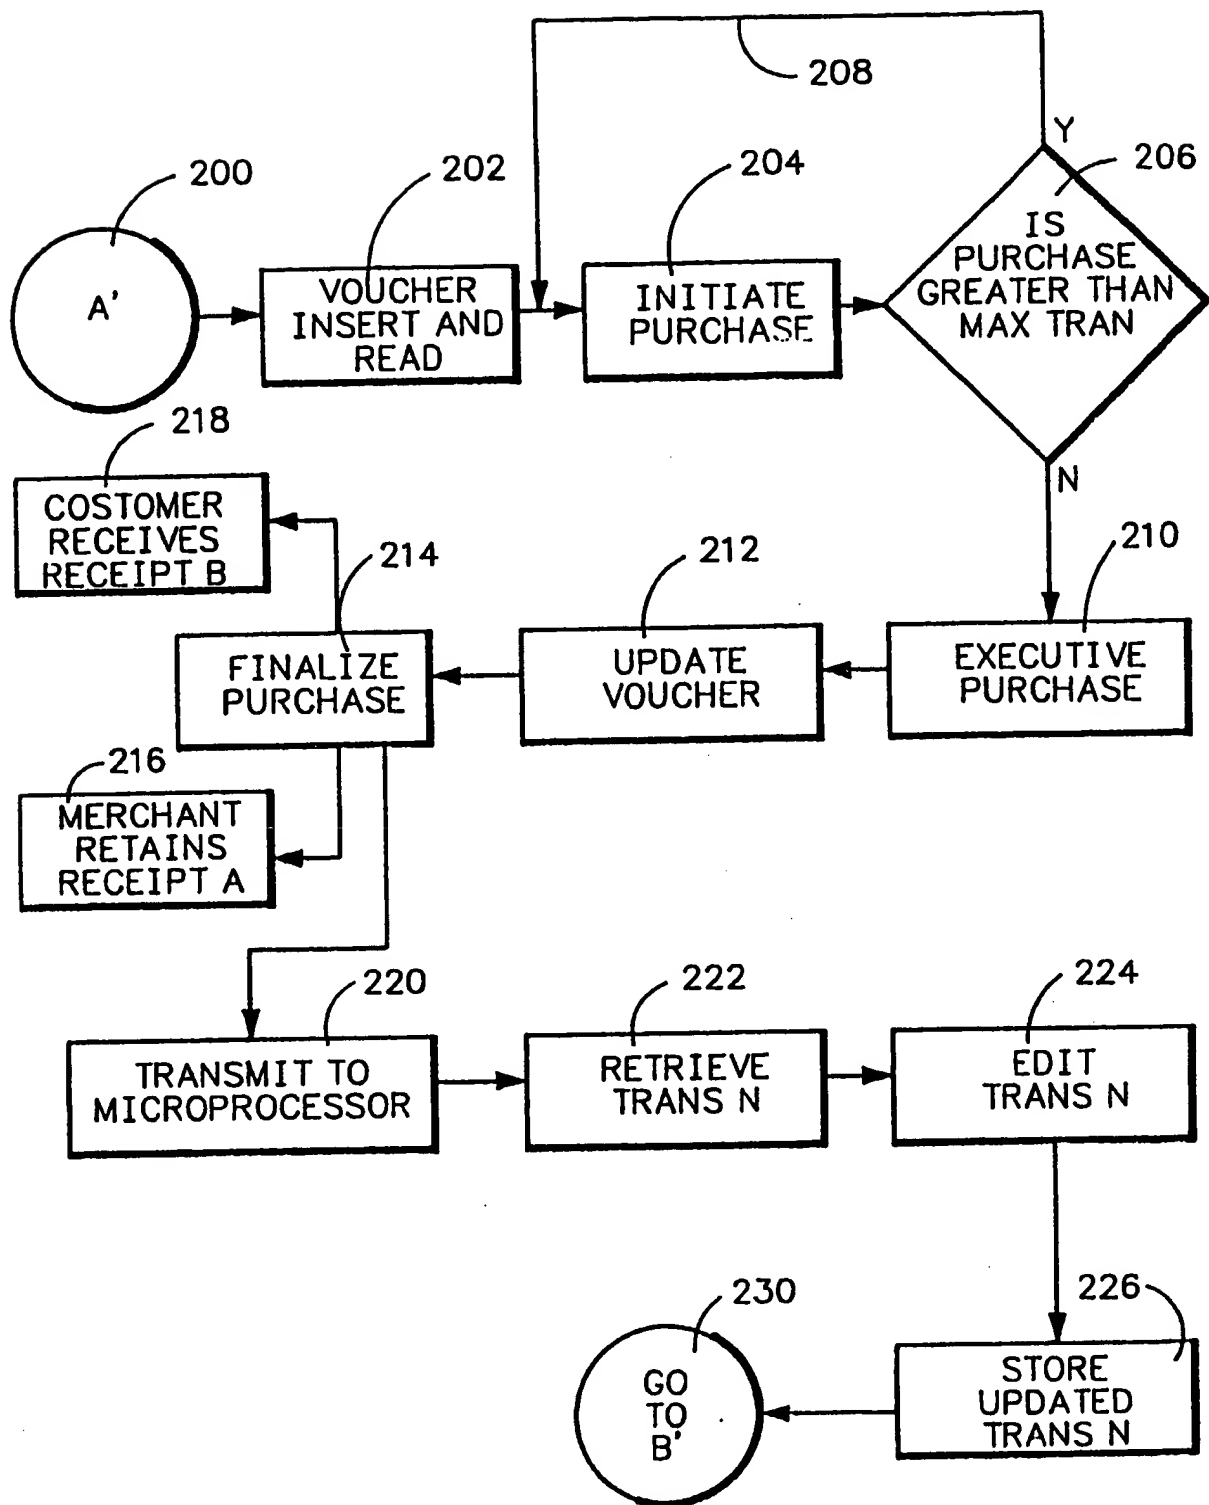 208
Y
200
202
204
206
A'
VOUCHER
INSERT AND
READ
INITIATE
PURCHASE
IS
PURCHASE
GREATER THAN
MAX TRAN
N
218
COSTOMER
RECEIVES
RECEIPT B
214
212
210
FINALIZE
PURCHASE
UPDATE
VOUCHER
EXECUTIVE
PURCHASE
216
MERCHANT
RETAINS
RECEIPT A
220
222
224
TRANSMIT TO
MICROPROCESSOR
RETRIEVE
TRANS N
EDIT
TRANS N
230
226
GO
TO
B'
STORE
UPDATED
TRANS N